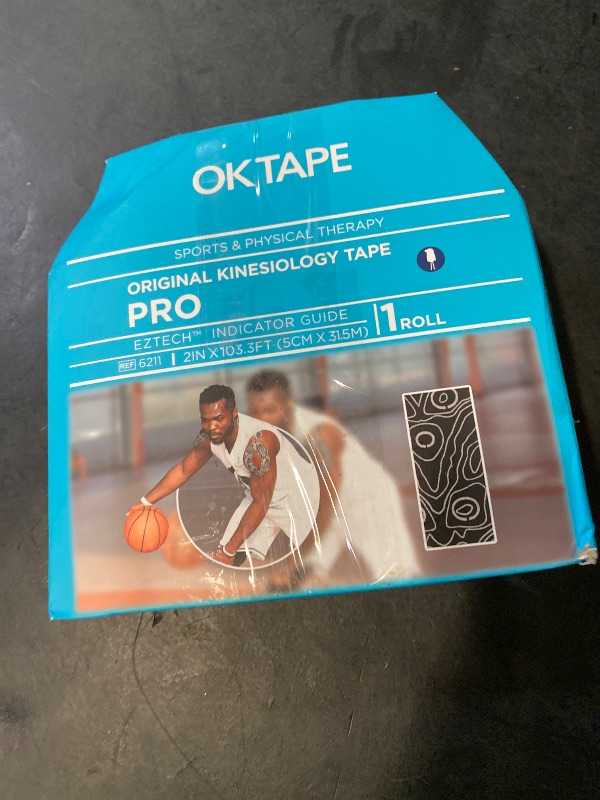 OKTAPE
SPORTS & PHYSICAL THERAPY
ORIGINAL KINESIOLOGY TAPE
PRO
EZTECH™ | INDICATOR GUIDE
REF 6211 | 2IN X 103.3FT (5CM X 31.5M)
1 ROLL